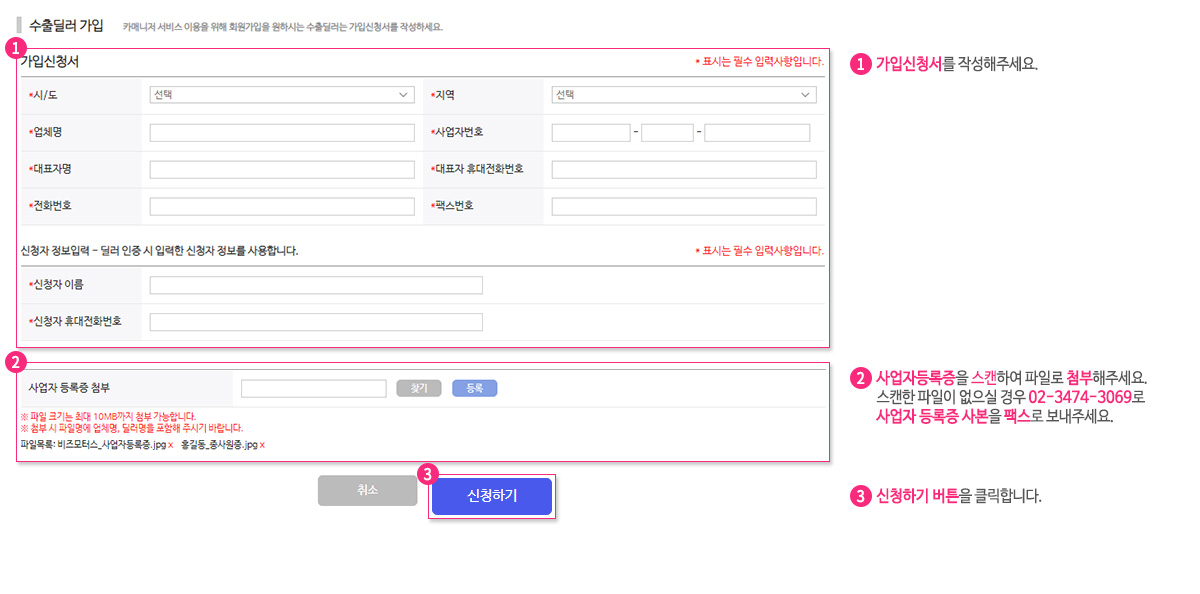 수출딜러 가입 카매니저 서비스 이용을 위해 회원가입을 원하시는 수출딜러는 가입신청서를 작성하세요.
1
가입신청서 * 표시는 필수 입력사항입니다.
*시/도 선택 *지역 선택
*업체명 *사업자번호 - -
*대표자명 *대표자 휴대전화번호
*전화번호 *팩스번호
신청자 정보입력 - 딜러 인증 시 입력한 신청자 정보를 사용합니다. * 표시는 필수 입력사항입니다.
*신청자 이름
*신청자 휴대전화번호
2
사업자 등록증 첨부 찾기 등록
※ 파일 크기는 최대 10MB까지 첨부 가능합니다.
※ 첨부 시 파일명에 업체명, 딜러명을 포함해 주시기 바랍니다.
파일목록: 비즈모터스_사업자등록증.jpg x 홍길동_종사원증.jpg x
3
취소 신청하기
1 가입신청서를 작성해주세요.
2 사업자등록증을 스캔하여 파일로 첨부해주세요.
스캔한 파일이 없으실 경우 02-3474-3069로
사업자 등록증 사본을 팩스로 보내주세요.
3 신청하기 버튼을 클릭합니다.